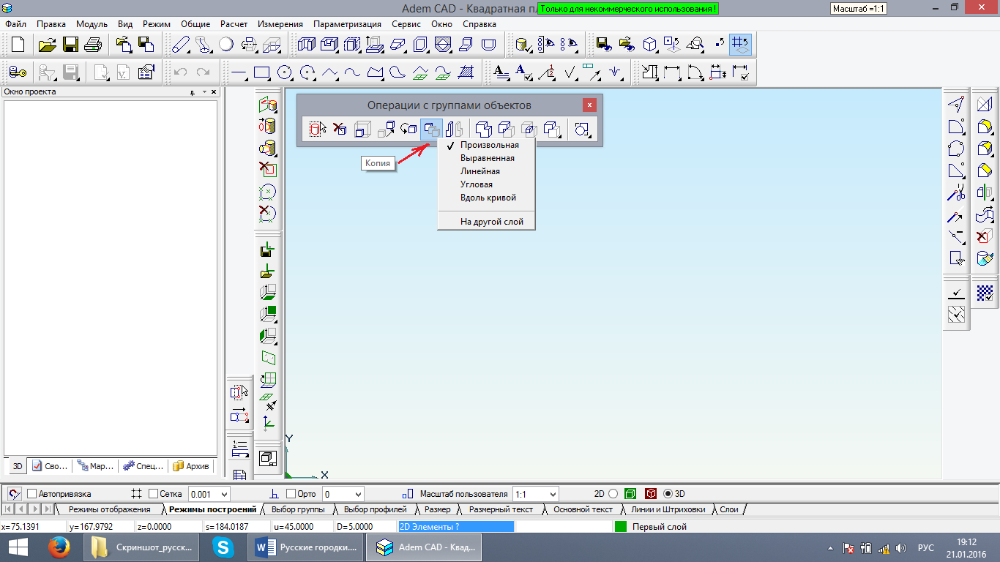 Adem CAD - Квадратная пл
Только для некоммерческого использования !
Масштаб =1:1
Файл Правка Модуль Вид Режим Общие Расчет Измерения Параметризация Сервис Окно Справка
Окно проекта
Операции с группами объектов
Копия
Произвольная
Выравненная
Линейная
Угловая
Вдоль кривой
На другой слой
Y
X
3D Сво... Мар... Спец... Архив
Автопривязка Сетка 0.001 Орто 0 Масштаб пользователя 1:1 2D 3D
Режимы отображения Режимы построений Выбор группы Выбор профилей Размер Размерный текст Основной текст Линии и Штриховки Слои
x=75.1391 y=167.9792 z=0.0000 s=184.0187 u=45.0000 D=5.0000 2D Элементы ? Первый слой
Скриншот_русск... Русские городки.... Adem CAD - Квад... РУС
19:12
21.01.2016